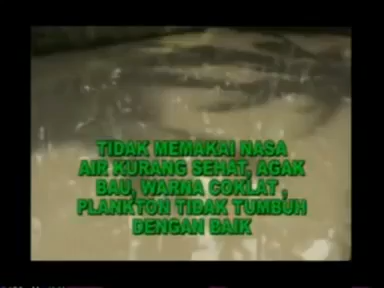 TIDAK MEMAKAI NASA
AIR KURANG SEHAT, AGAK
BAU, WARNA COKLAT ,
PLANKTON TIDAK TUMBUH
DENGAN BAIK